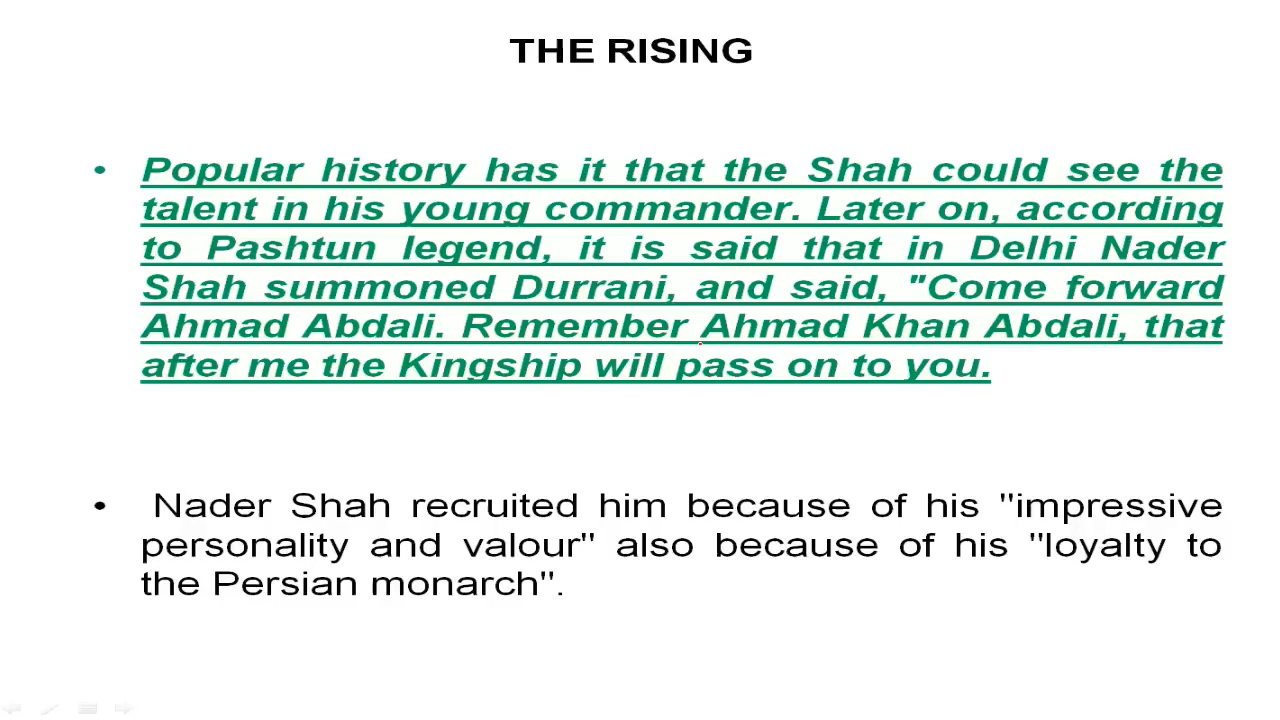 THE RISING
• Popular history has it that the Shah could see the
talent in his young commander. Later on, according
to Pashtun legend, it is said that in Delhi Nader
Shah summoned Durrani, and said, "Come forward
Ahmad Abdali. Remember Ahmad Khan Abdali, that
after me the Kingship will pass on to you.
• Nader Shah recruited him because of his "impressive
personality and valour" also because of his "loyalty to
the Persian monarch".